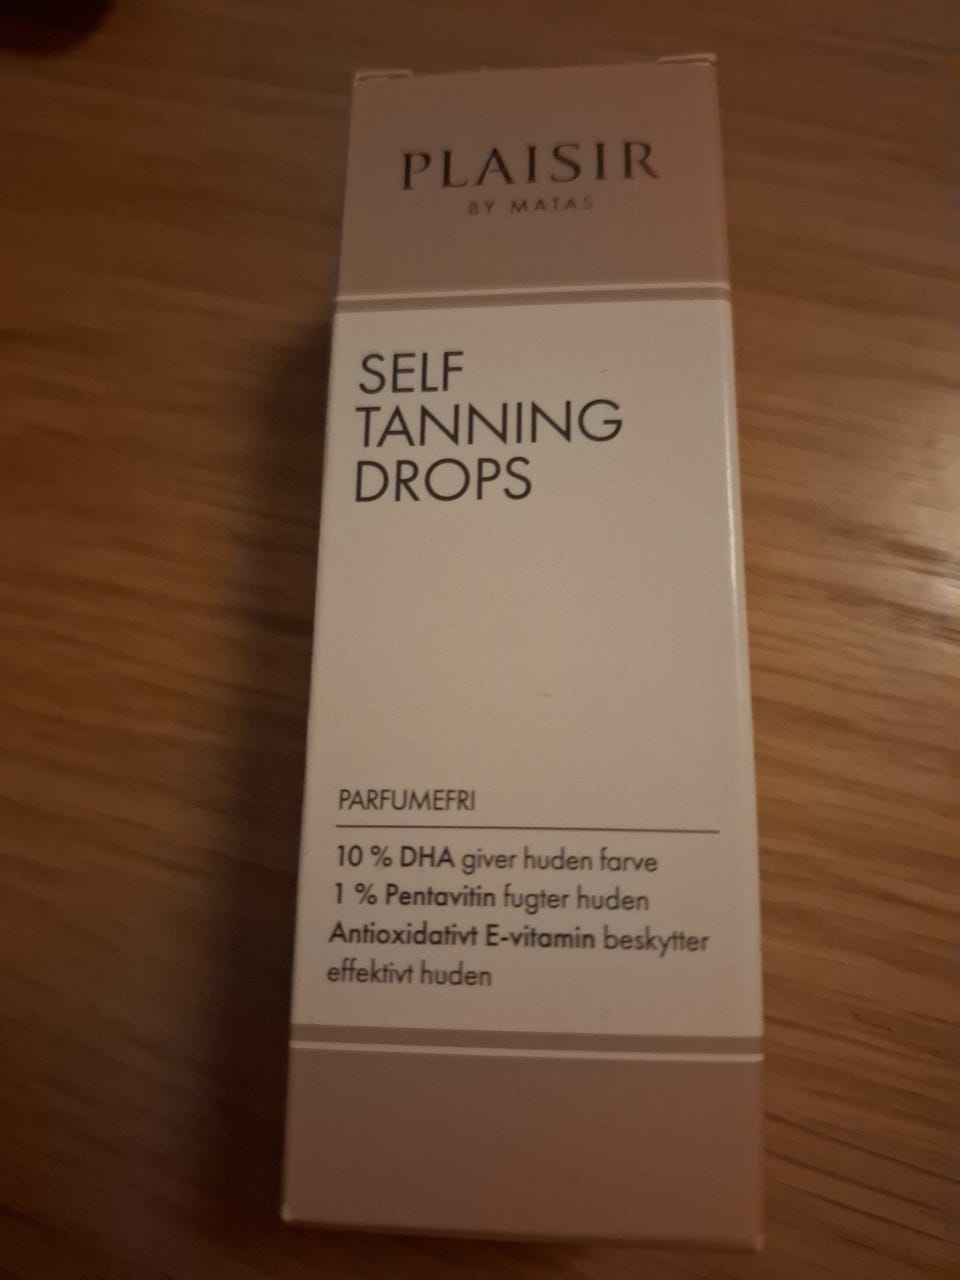 PLAISIR
BY MATAS
SELF
TANNING
DROPS
PARFUMEFRI
10 % DHA giver huden farve
1 % Pentavitin fugter huden
Antioxidativt E-vitamin beskytter
effektivt huden